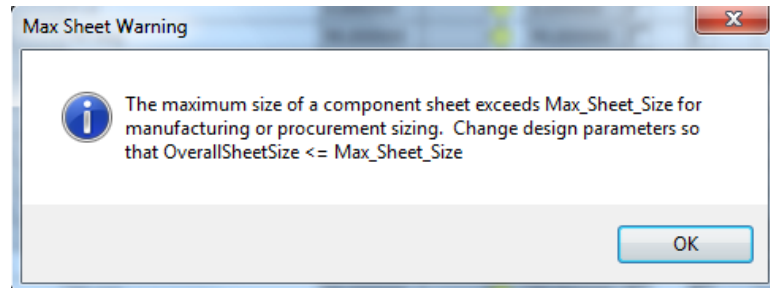 Max Sheet Warning
The maximum size of a component sheet exceeds Max_Sheet_Size for
manufacturing or procurement sizing.  Change design parameters so
that OverallSheetSize <= Max_Sheet_Size
OK